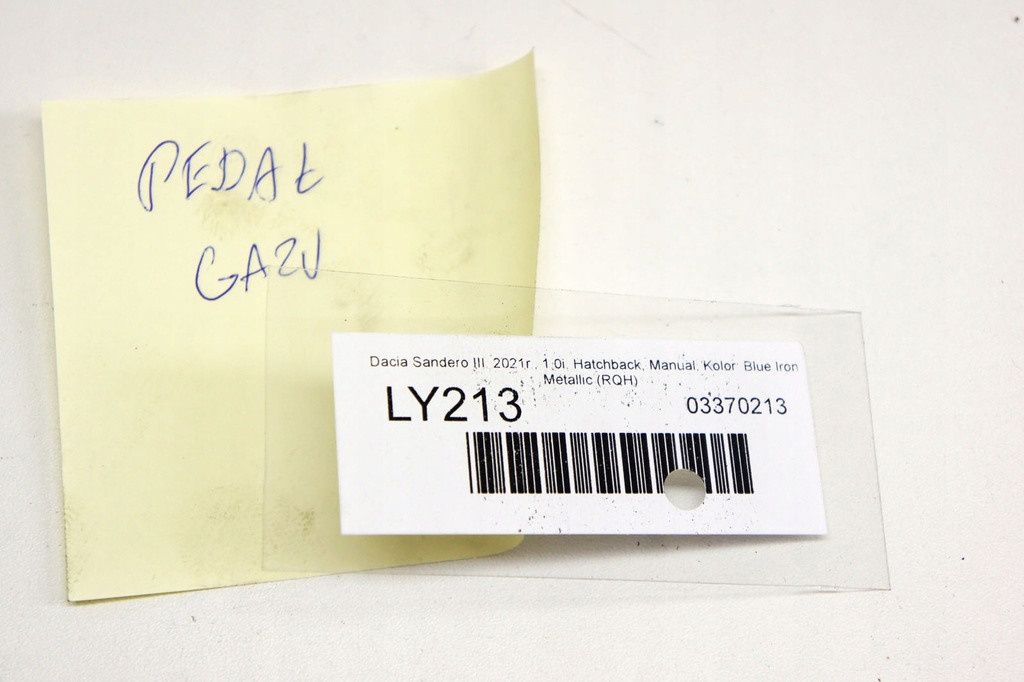 PEDAŁ
GAZU
Dacia Sandero III, 2021r., 1.0i, Hatchback, Manual, Kolor: Blue Iron
Metallic (RQH)
LY213
03370213